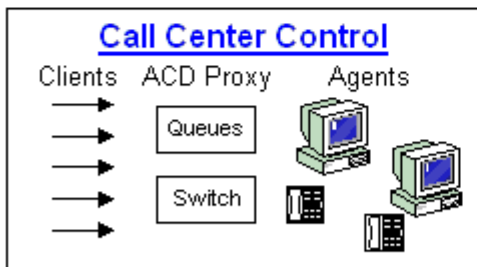 Call Center Control
Clients ACD Proxy Agents
Queues
Switch